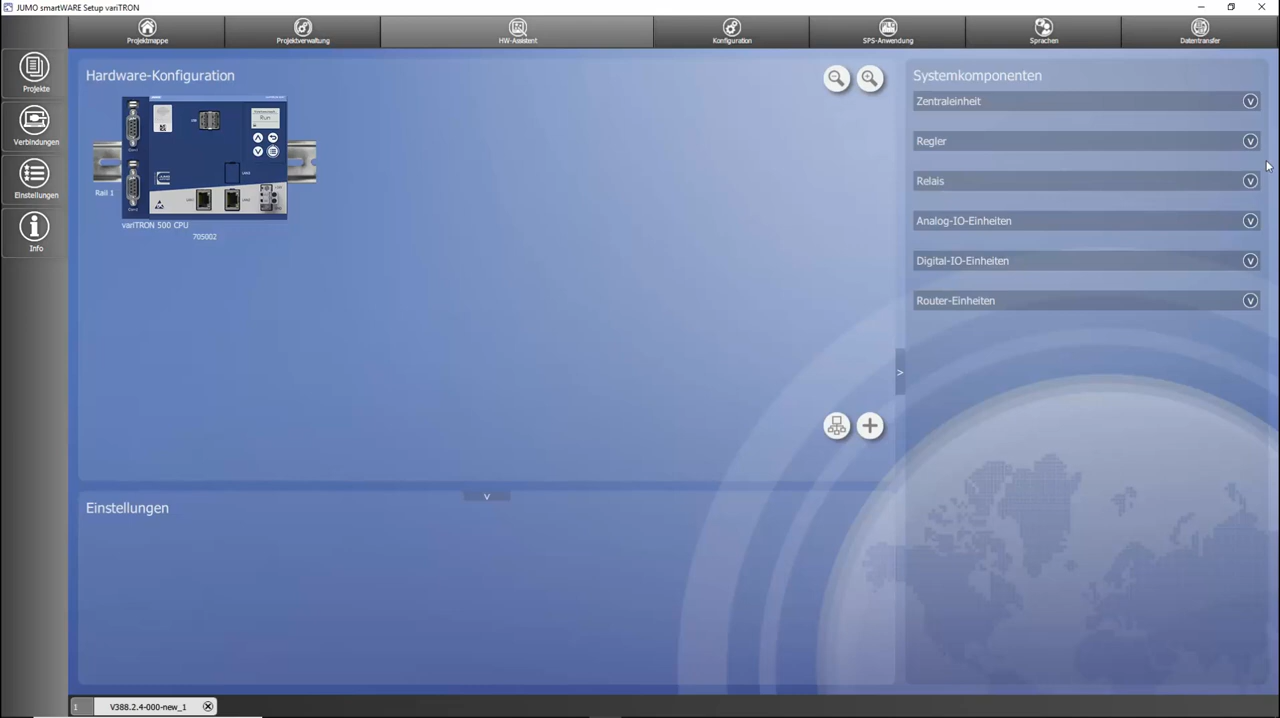 JUMO smartWARE Setup variTRON
Projektmappe
Projektverwaltung
HW-Assistent
Konfiguration
SPS-Anwendung
Sprachen
Datentransfer
Projekte
Verbindungen
Einstellungen
Info
Hardware-Konfiguration
Run
Rail 1
variTRON 500 CPU
705002
Systemkomponenten
Zentraleinheit
Regler
Relais
Analog-IO-Einheiten
Digital-IO-Einheiten
Router-Einheiten
Einstellungen
1 V388.2.4-000-new_1